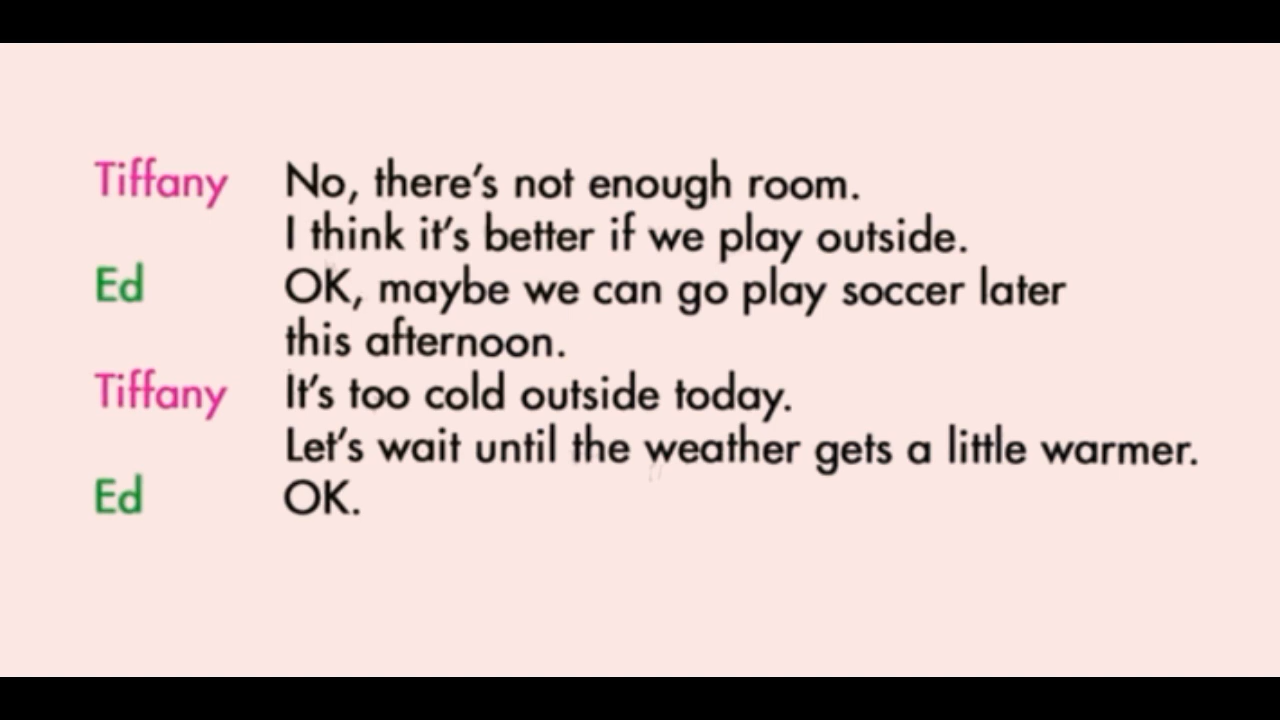 Tiffany No, there's not enough room.
I think it's better if we play outside.
Ed OK, maybe we can go play soccer later
this afternoon.
Tiffany It's too cold outside today.
Let's wait until the weather gets a little warmer.
Ed OK.